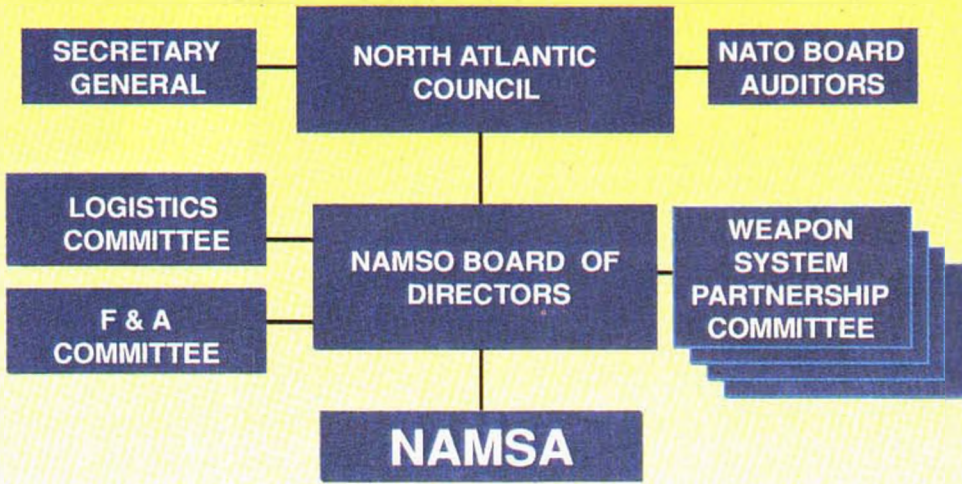 SECRETARY
GENERAL
NORTH ATLANTIC
COUNCIL
NATO BOARD
AUDITORS
LOGISTICS
COMMITTEE
F & A
COMMITTEE
NAMSO BOARD OF
DIRECTORS
WEAPON
SYSTEM
PARTNERSHIP
COMMITTEE
NAMSA